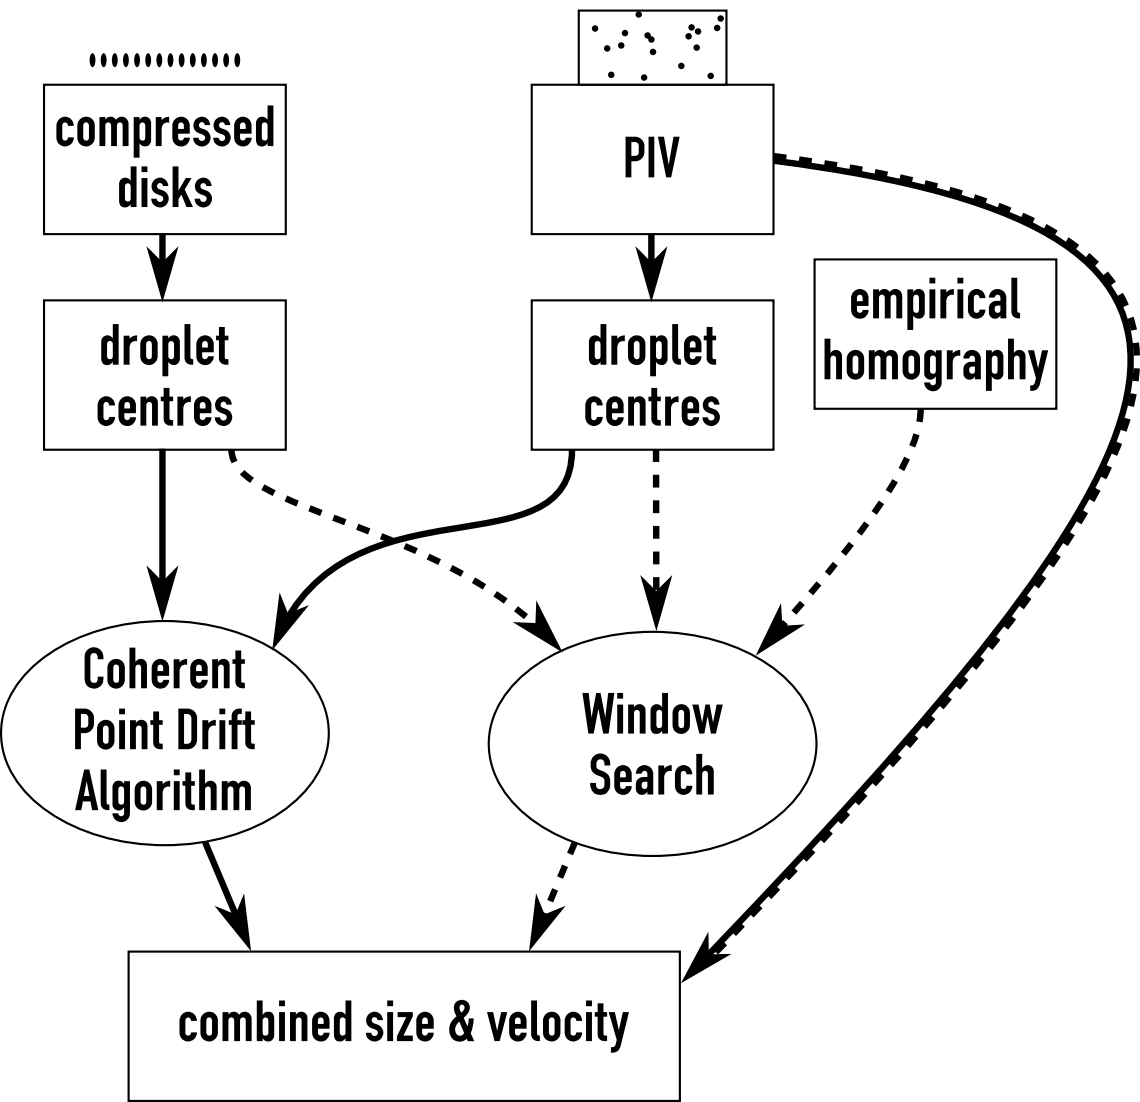 compressed
disks
PIV
droplet
centres
droplet
centres
empirical
homography
Coherent
Point Drift
Algorithm
Window
Search
combined size & velocity